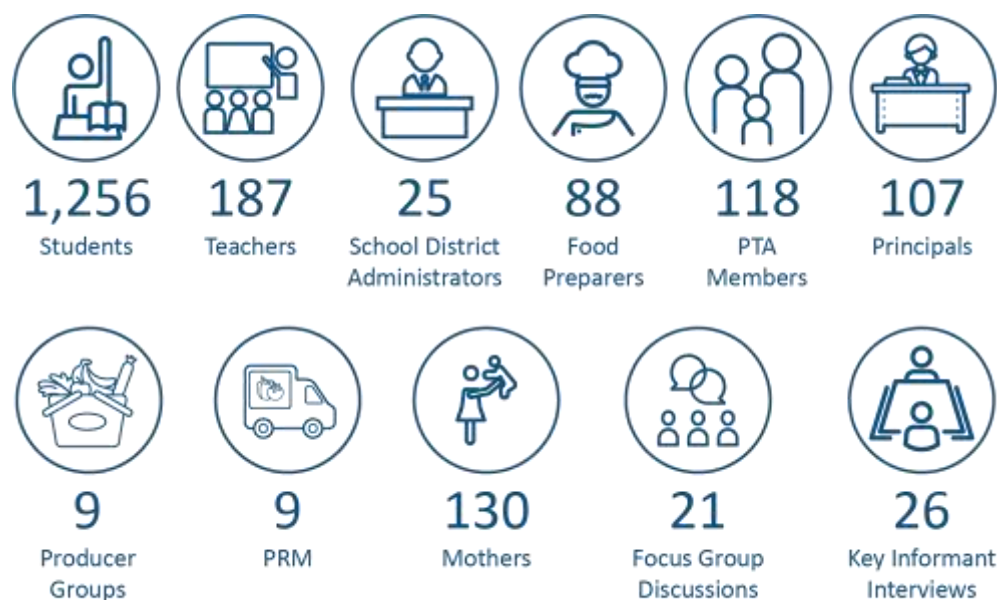 1,256
Students
187
Teachers
25
School District
Administrators
88
Food
Preparers
118
PTA
Members
107
Principals
9
Producer
Groups
9
PRM
130
Mothers
21
Focus Group
Discussions
26
Key Informant
Interviews